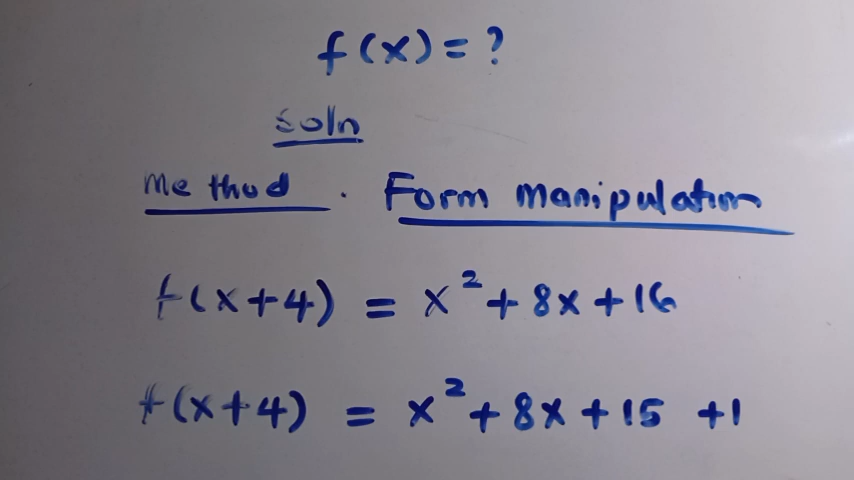 f(x) = ?
Soln
Method . Form manipulation
f(x+4) = x² + 8x + 16
f(x+4) = x² + 8x + 15 +1